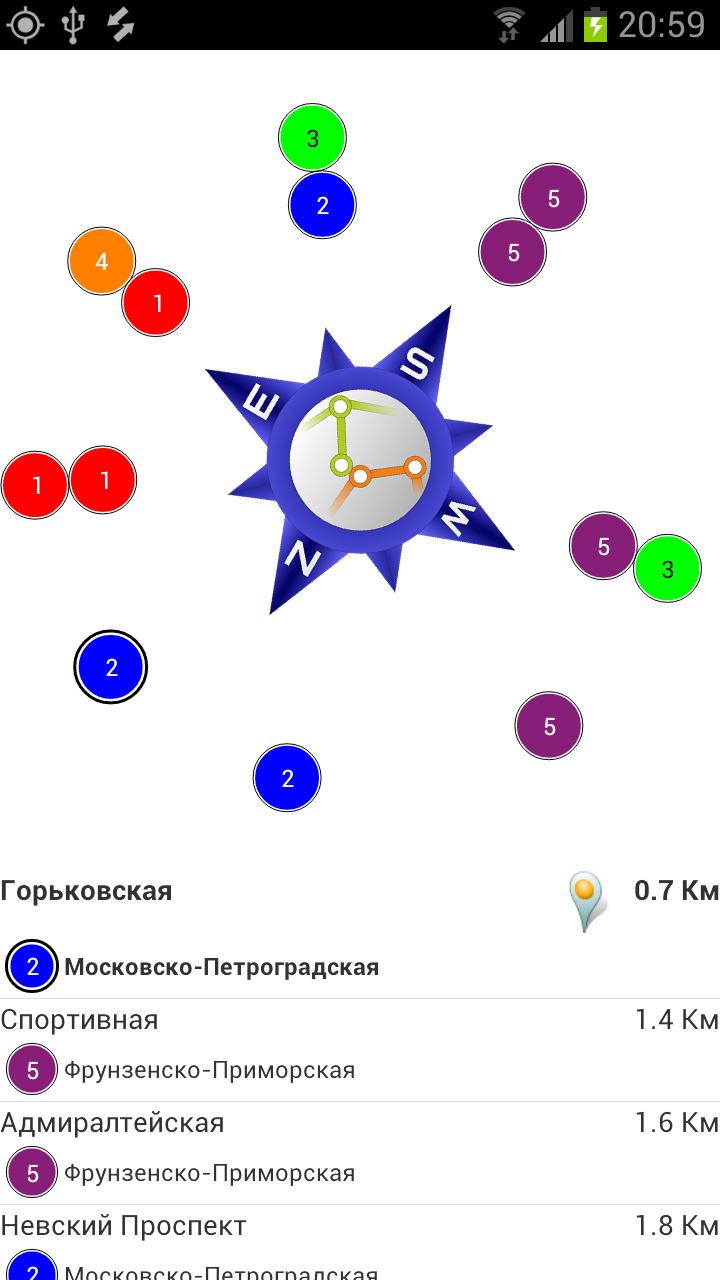 20:59
3
2
5
5
4
1
S
E
1
1
W
N
5
3
2
5
2
Горьковская 0.7 Км
2 Московско-Петроградская
Спортивная 1.4 Км
5 Фрунзенско-Приморская
Адмиралтейская 1.6 Км
5 Фрунзенско-Приморская
Невский Проспект 1.8 Км
2 Московско-Петроградская